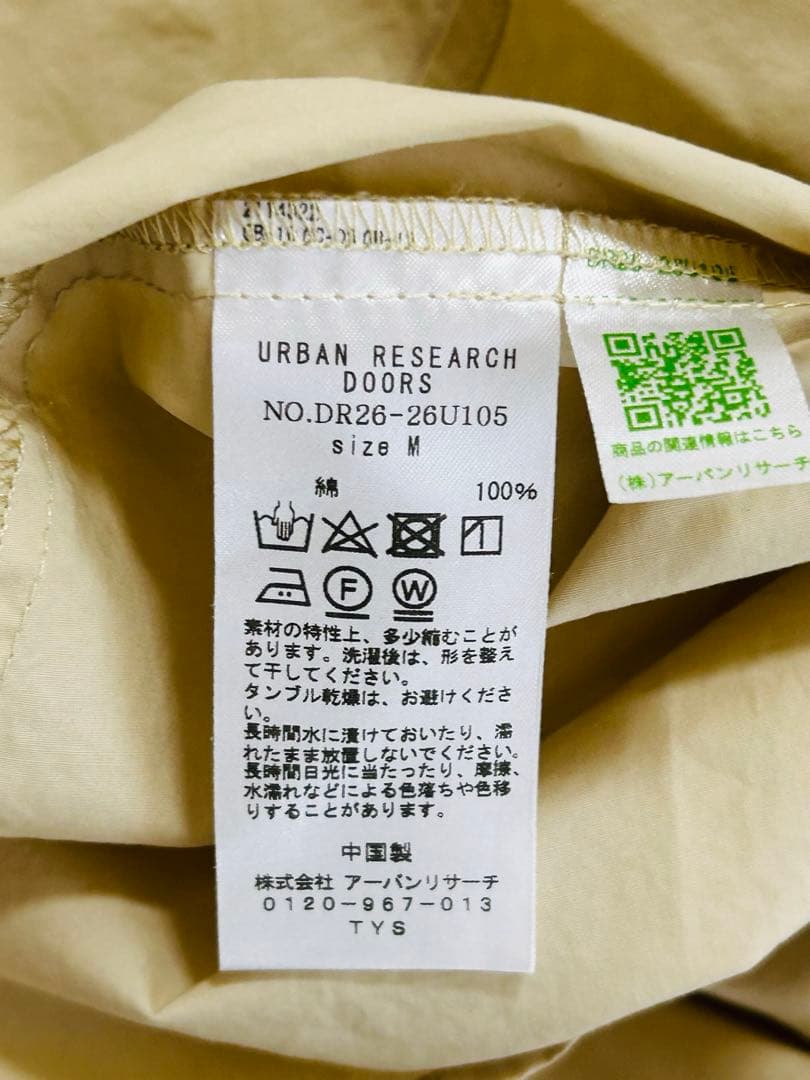 URBAN RESEARCH
DOORS
NO.DR26-26U105
size M
綿 100%
F W
素材の特性上、多少縮むことが
あります。洗濯後は、形を整え
て干してください。
タンブル乾燥は、お避けくださ
い。
長時間水に漬けておいたり、濡
れたまま放置しないでください。
長時間日光に当たったり、摩擦、
水濡れなどによる色落ちや色移
りすることがあります。
中国製
株式会社 アーバンリサーチ
0120-967-013
TYS
商品の関連情報はこちら
(株)アーバンリサーチ